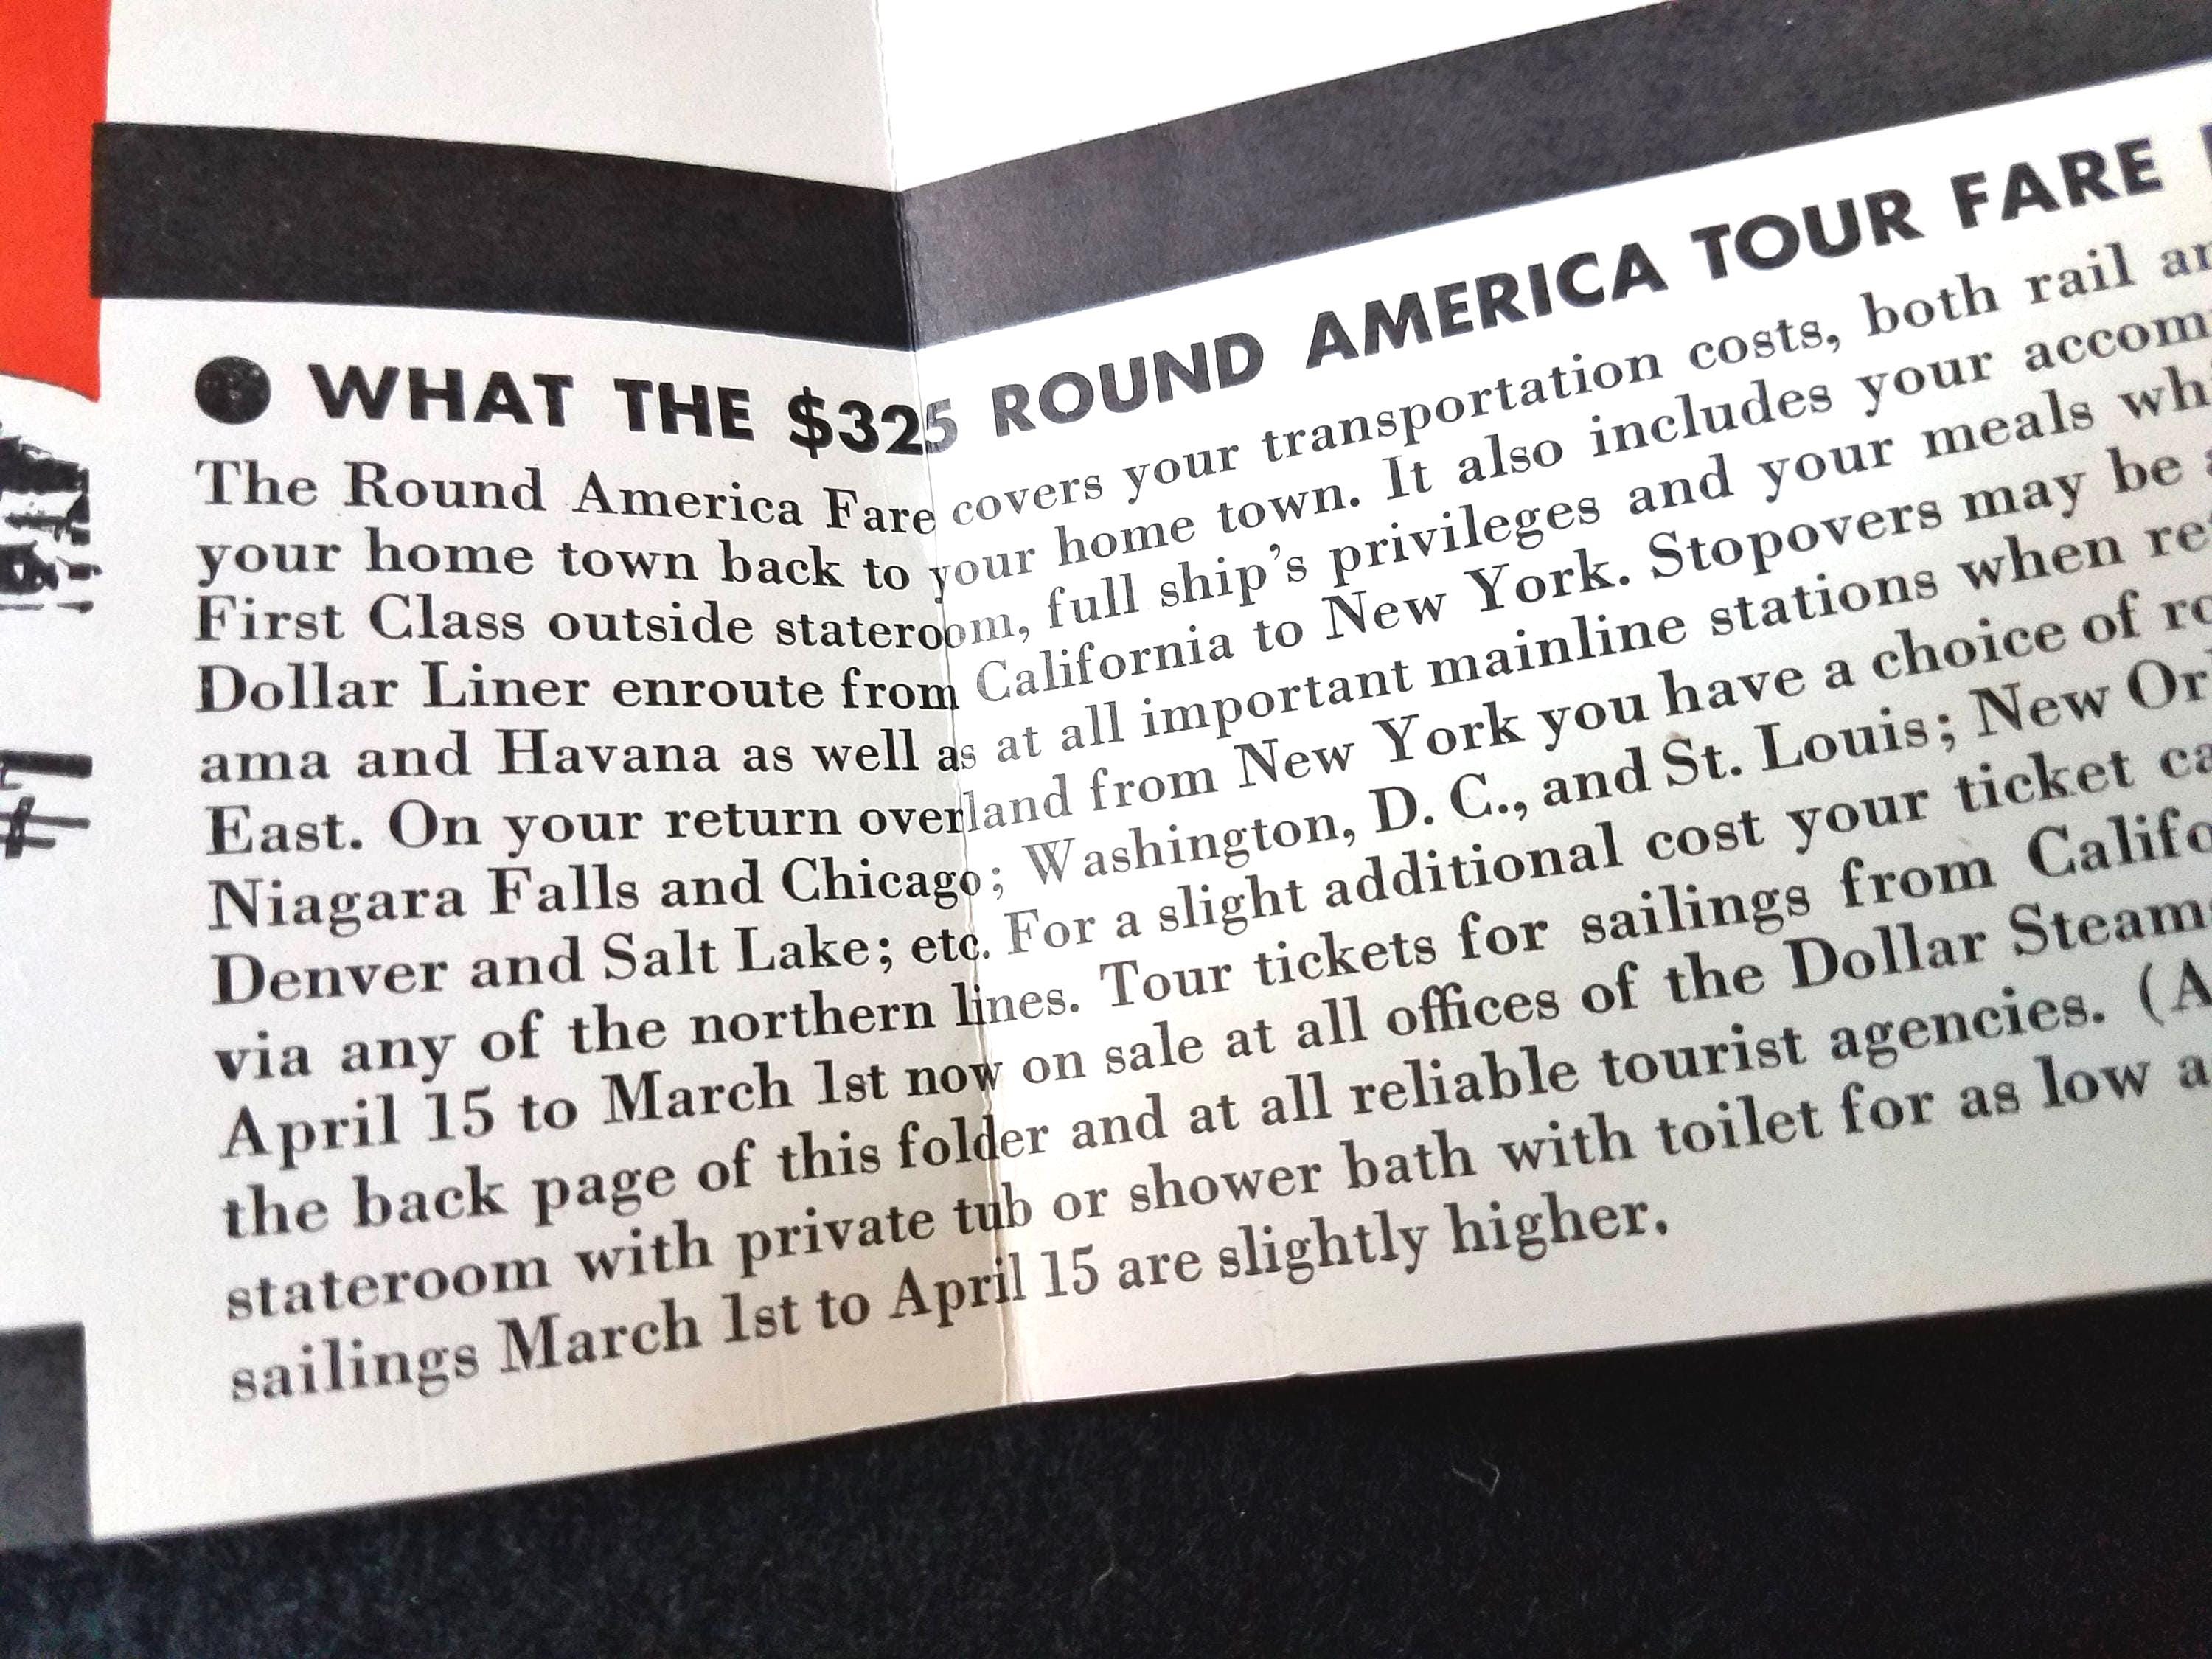 ● WHAT THE $325 ROUND AMERICA TOUR FARE
The Round America Fare covers your transportation costs, both rail
your home town back to your home town. It also includes your accom
First Class outside stateroom, full ship's privileges and your meals
Dollar Liner enroute from California to New York. Stopovers may be
ama and Havana as well as at all important mainline stations when
East. On your return overland from New York you have a choice of
Niagara Falls and Chicago; Washington, D. C., and St. Louis; New
Denver and Salt Lake; etc. For a slight additional cost your ticket
via any of the northern lines. Tour tickets for sailings from Califo
April 15 to March 1st now on sale at all offices of the Dollar Steam
the back page of this folder and at all reliable tourist agencies. (A
stateroom with private tub or shower bath with toilet for as low
sailings March 1st to April 15 are slightly higher.